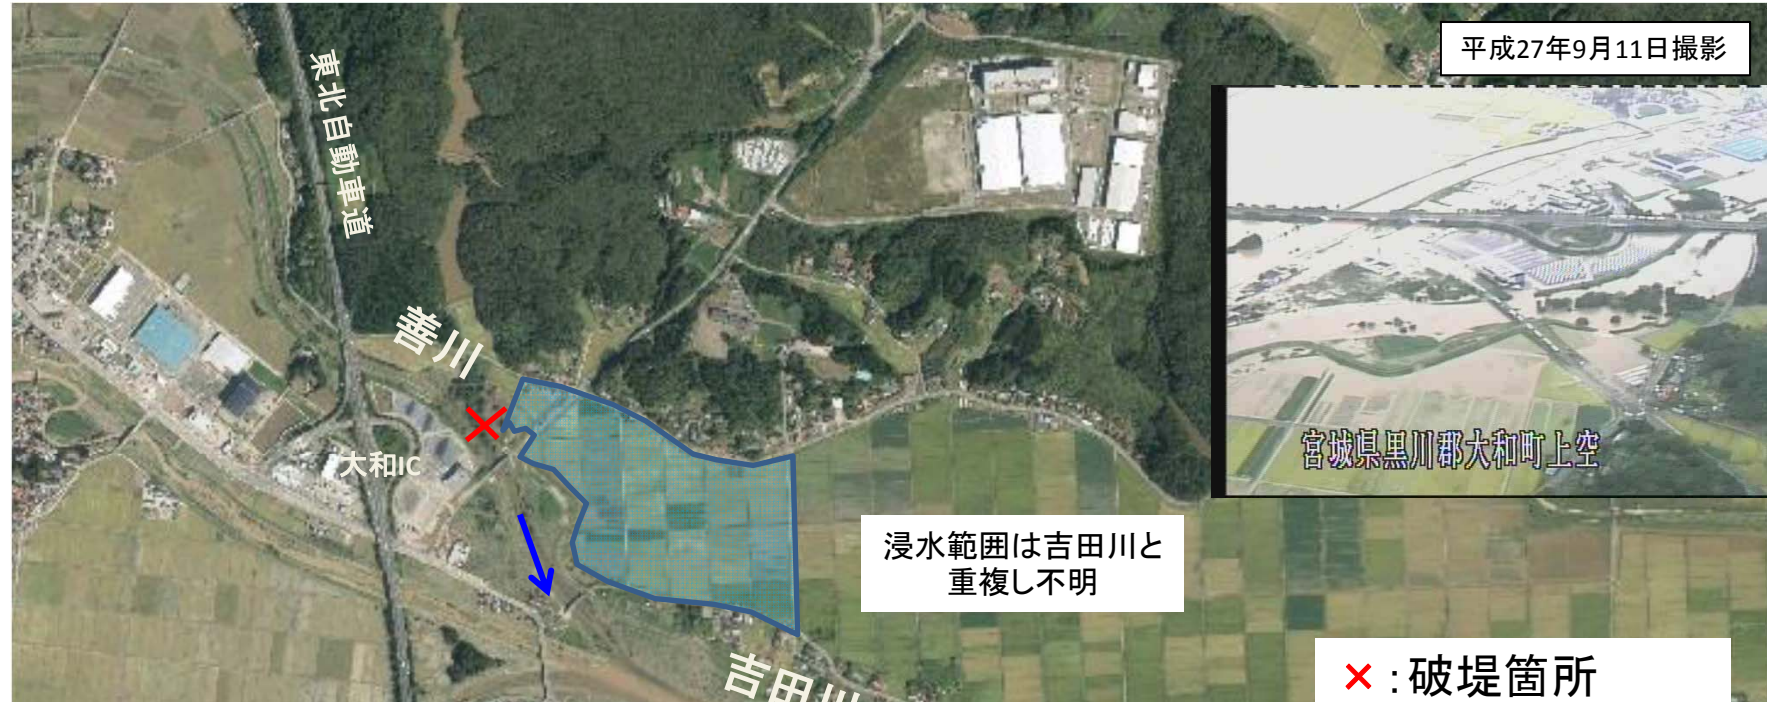 平成27年9月11日撮影
東北自動車道
善川
大和IC
宮城県黒川郡大和町上空
浸水範囲は吉田川と
重複し不明
吉田川
×:破堤箇所